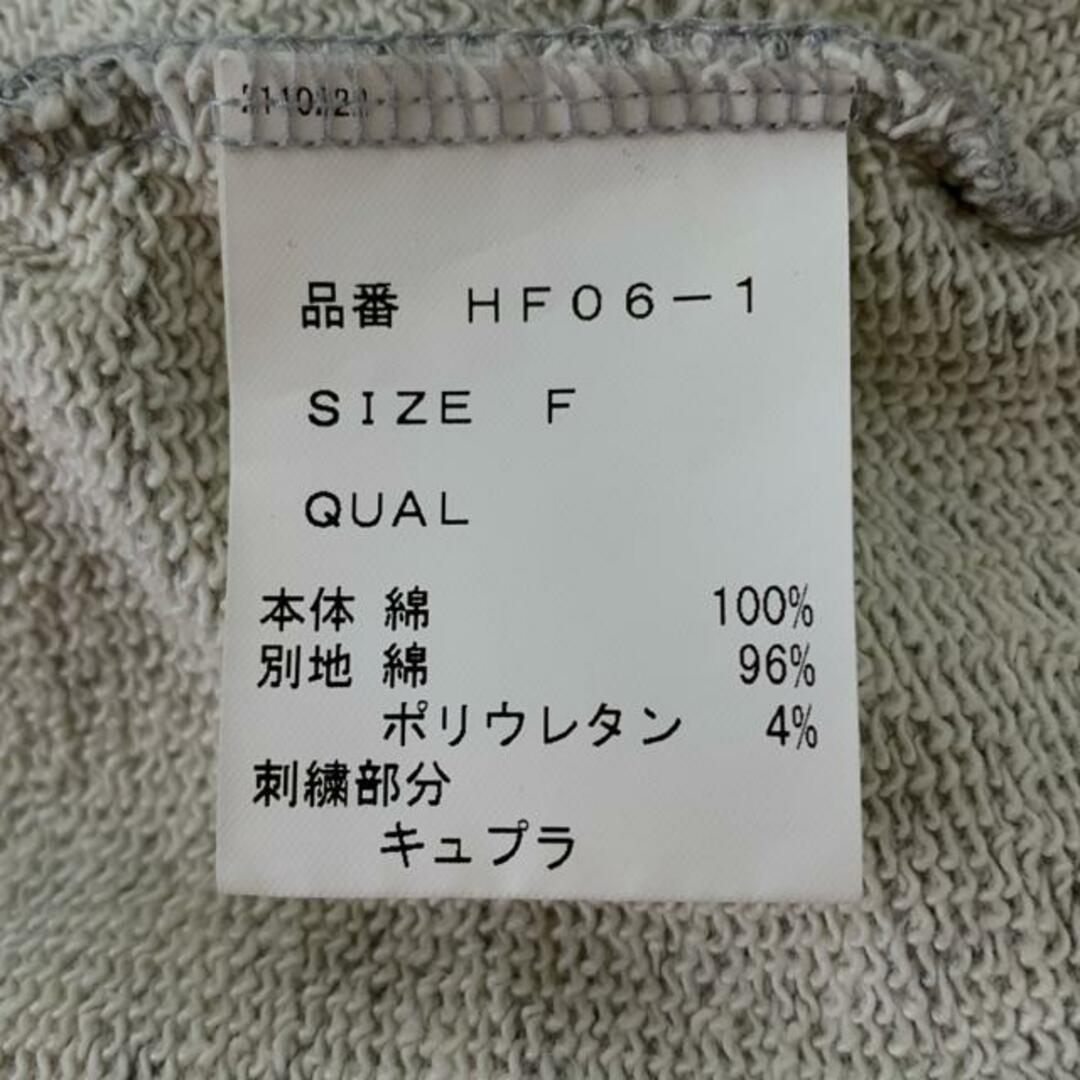 品番 HF06-1
SIZE F
QUAL
本体 綿 100%
別地 綿 96%
ポリウレタン 4%
刺繍部分
キュプラ